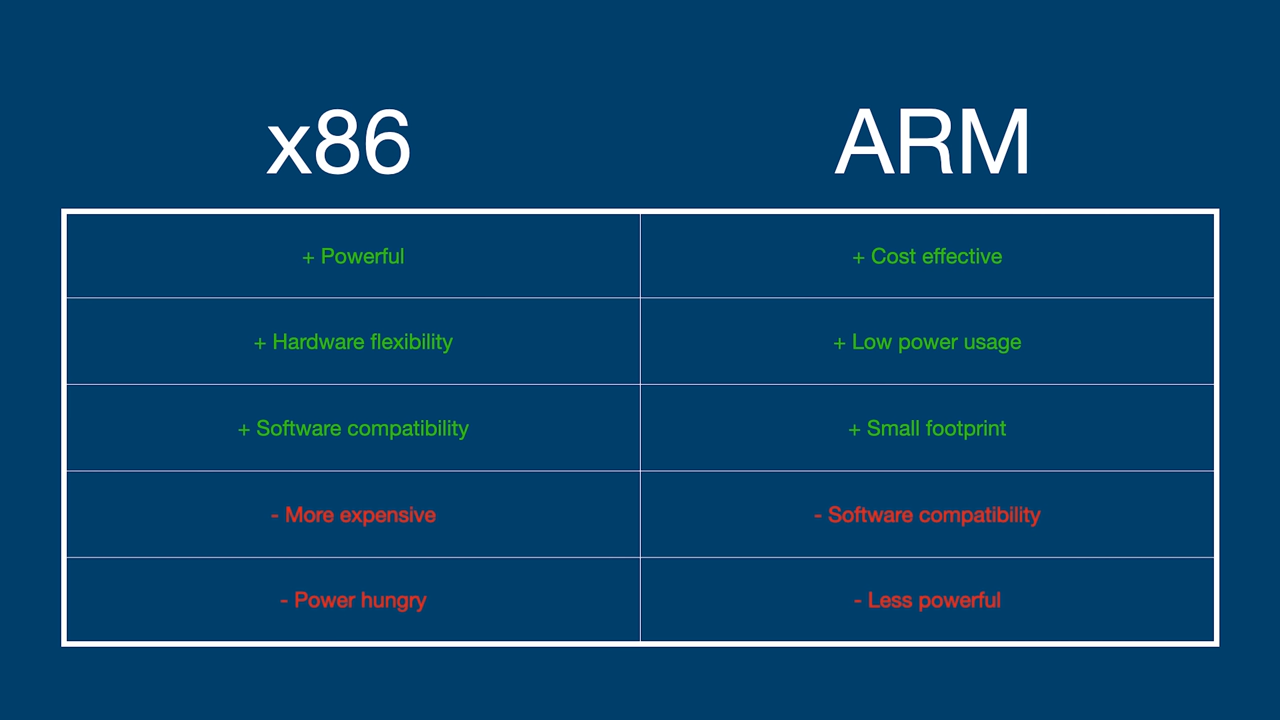 x86
ARM
+ Powerful
+ Cost effective
+ Hardware flexibility
+ Low power usage
+ Software compatibility
+ Small footprint
- More expensive
- Software compatibility
- Power hungry
- Less powerful